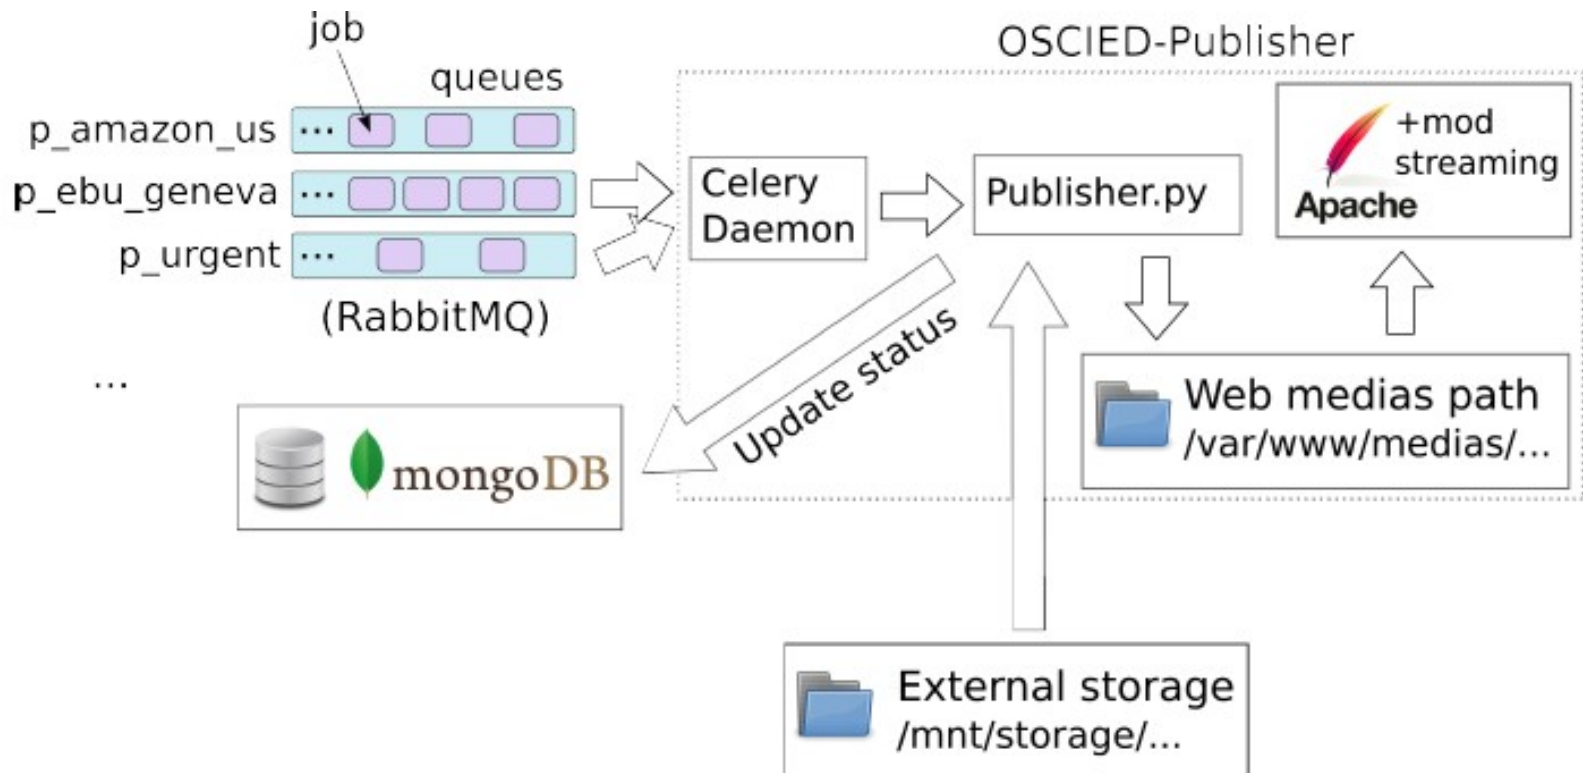 job
OSCIED-Publisher
queues
p_amazon_us
...
p_ebu_geneva
...
p_urgent
...
(RabbitMQ)
...
Celery
Daemon
Publisher.py
+mod
streaming
Apache
Update status
Web medias path
/var/www/medias/...
mongoDB
External storage
/mnt/storage/...